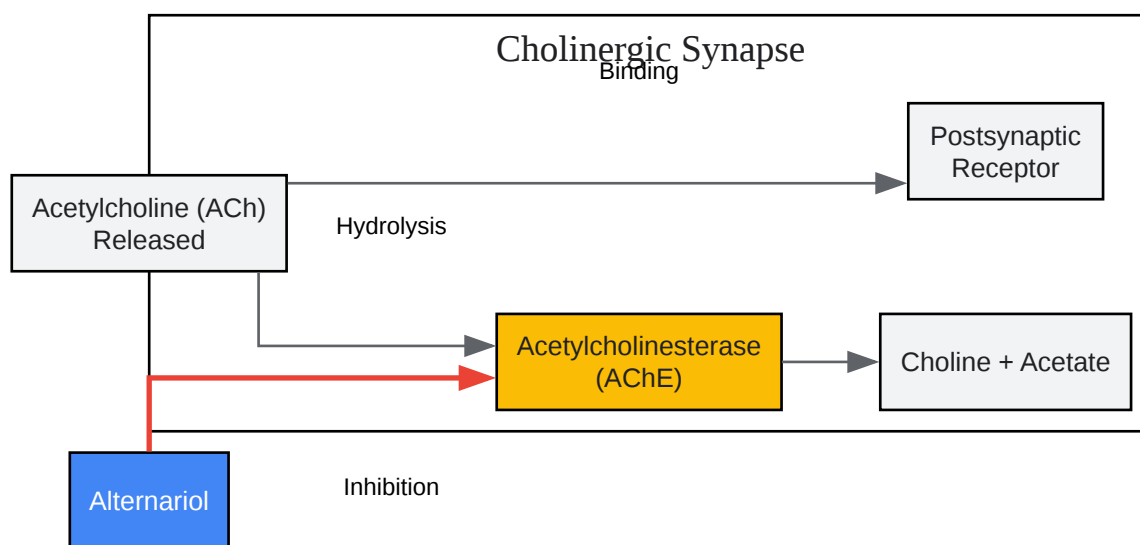 Cholinergic Synapse
Binding
Postsynaptic
Receptor
Acetylcholine (ACh)
Released
Hydrolysis
Acetylcholinesterase
(AChE)
Choline + Acetate
Alternariol
Inhibition